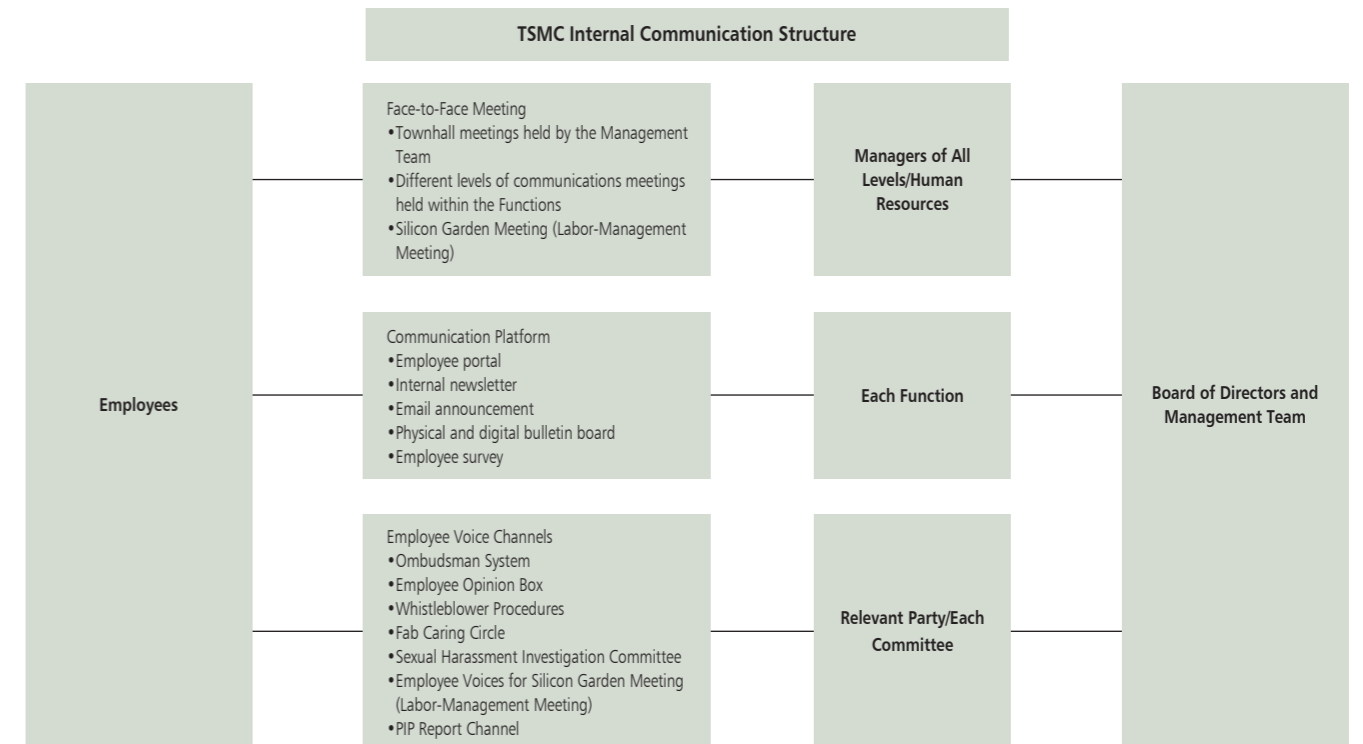 TSMC Internal Communication Structure
Employees
Face-to-Face Meeting
•Townhall meetings held by the Management
Team
•Different levels of communications meetings
held within the Functions
•Silicon Garden Meeting (Labor-Management
Meeting)
Managers of All
Levels/Human
Resources
Communication Platform
•Employee portal
•Internal newsletter
•Email announcement
•Physical and digital bulletin board
•Employee survey
Each Function
Employee Voice Channels
•Ombudsman System
•Employee Opinion Box
•Whistleblower Procedures
•Fab Caring Circle
•Sexual Harassment Investigation Committee
•Employee Voices for Silicon Garden Meeting
(Labor-Management Meeting)
•PIP Report Channel
Relevant Party/Each
Committee
Board of Directors and
Management Team